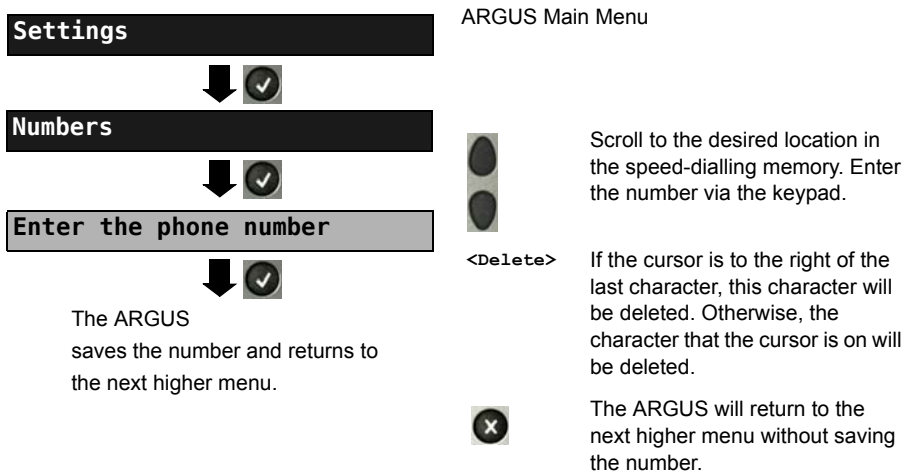 ARGUS Main Menu
Settings
Numbers
Enter the phone number
The ARGUS
saves the number and returns to
the next higher menu.
Scroll to the desired location in
the speed-dialling memory. Enter
the number via the keypad.
<Delete> If the cursor is to the right of the
last character, this character will
be deleted. Otherwise, the
character that the cursor is on will
be deleted.
The ARGUS will return to the
next higher menu without saving
the number.